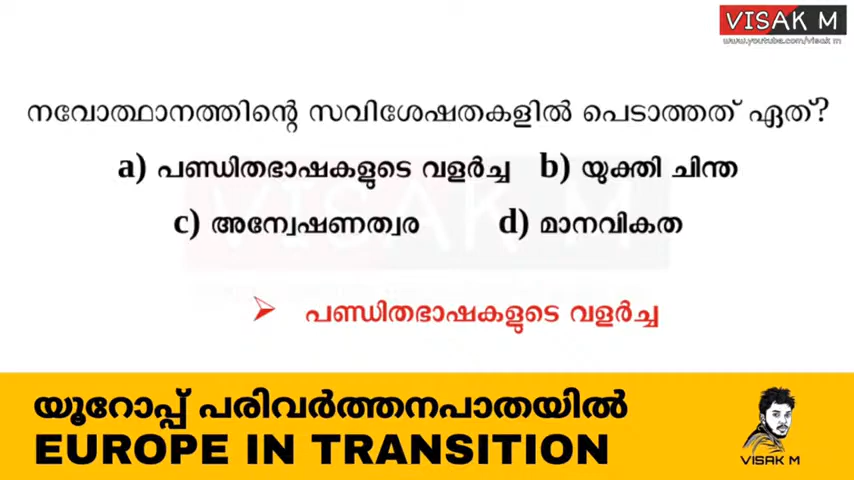 VISAK M
www.youtube.com/visak m
നവോത്ഥാനത്തിന്റെ സവിശേഷതകളിൽ പെടാത്തത് ഏത്?
a) പണ്ഡിതഭാഷകളുടെ വളർച്ച b) യുക്തി ചിന്ത
c) അന്വേഷണത്വര d) മാനവികത
VISAK M
➢ പണ്ഡിതഭാഷകളുടെ വളർച്ച
യൂറോപ്പ് പരിവർത്തനപാതയിൽ
EUROPE IN TRANSITION
VISAK M